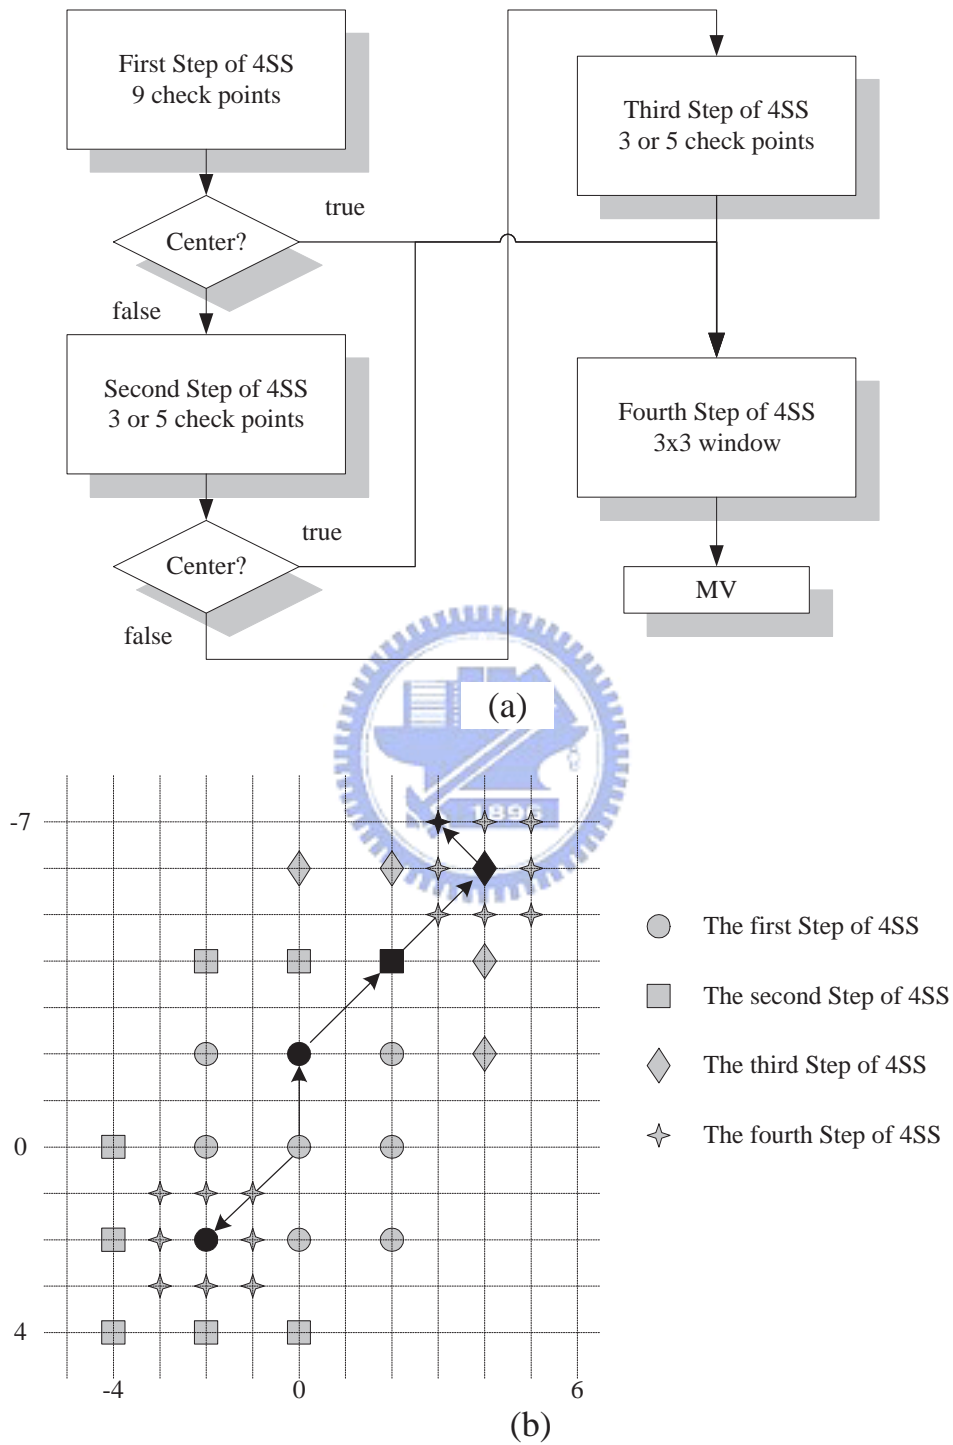 First Step of 4SS
9 check points
true
Center?
false
Second Step of 4SS
3 or 5 check points
true
Center?
false
Third Step of 4SS
3 or 5 check points
Fourth Step of 4SS
3x3 window
MV
(a)
1896
-7
0
4
-4
0
6
The first Step of 4SS
The second Step of 4SS
The third Step of 4SS
The fourth Step of 4SS
(b)